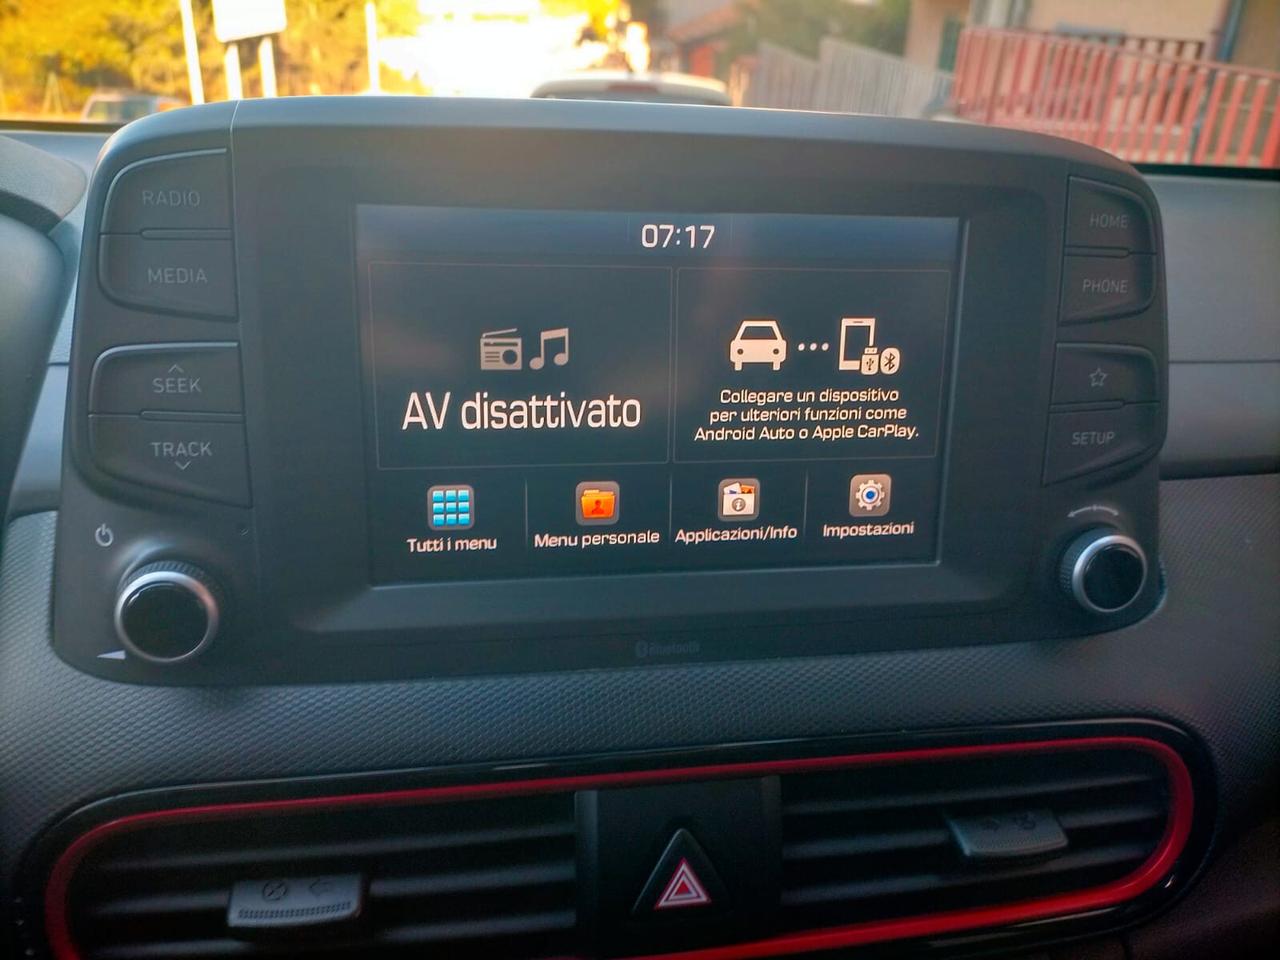 RADIO
MEDIA
SEEK
TRACK
07:17
AV disattivato
Collegare un dispositivo
per ulteriori funzioni come
Android Auto o Apple CarPlay.
Tutti i menu
Menu personale
Applicazioni/Info
Impostazioni
HOME
PHONE
SETUP
Bluetooth